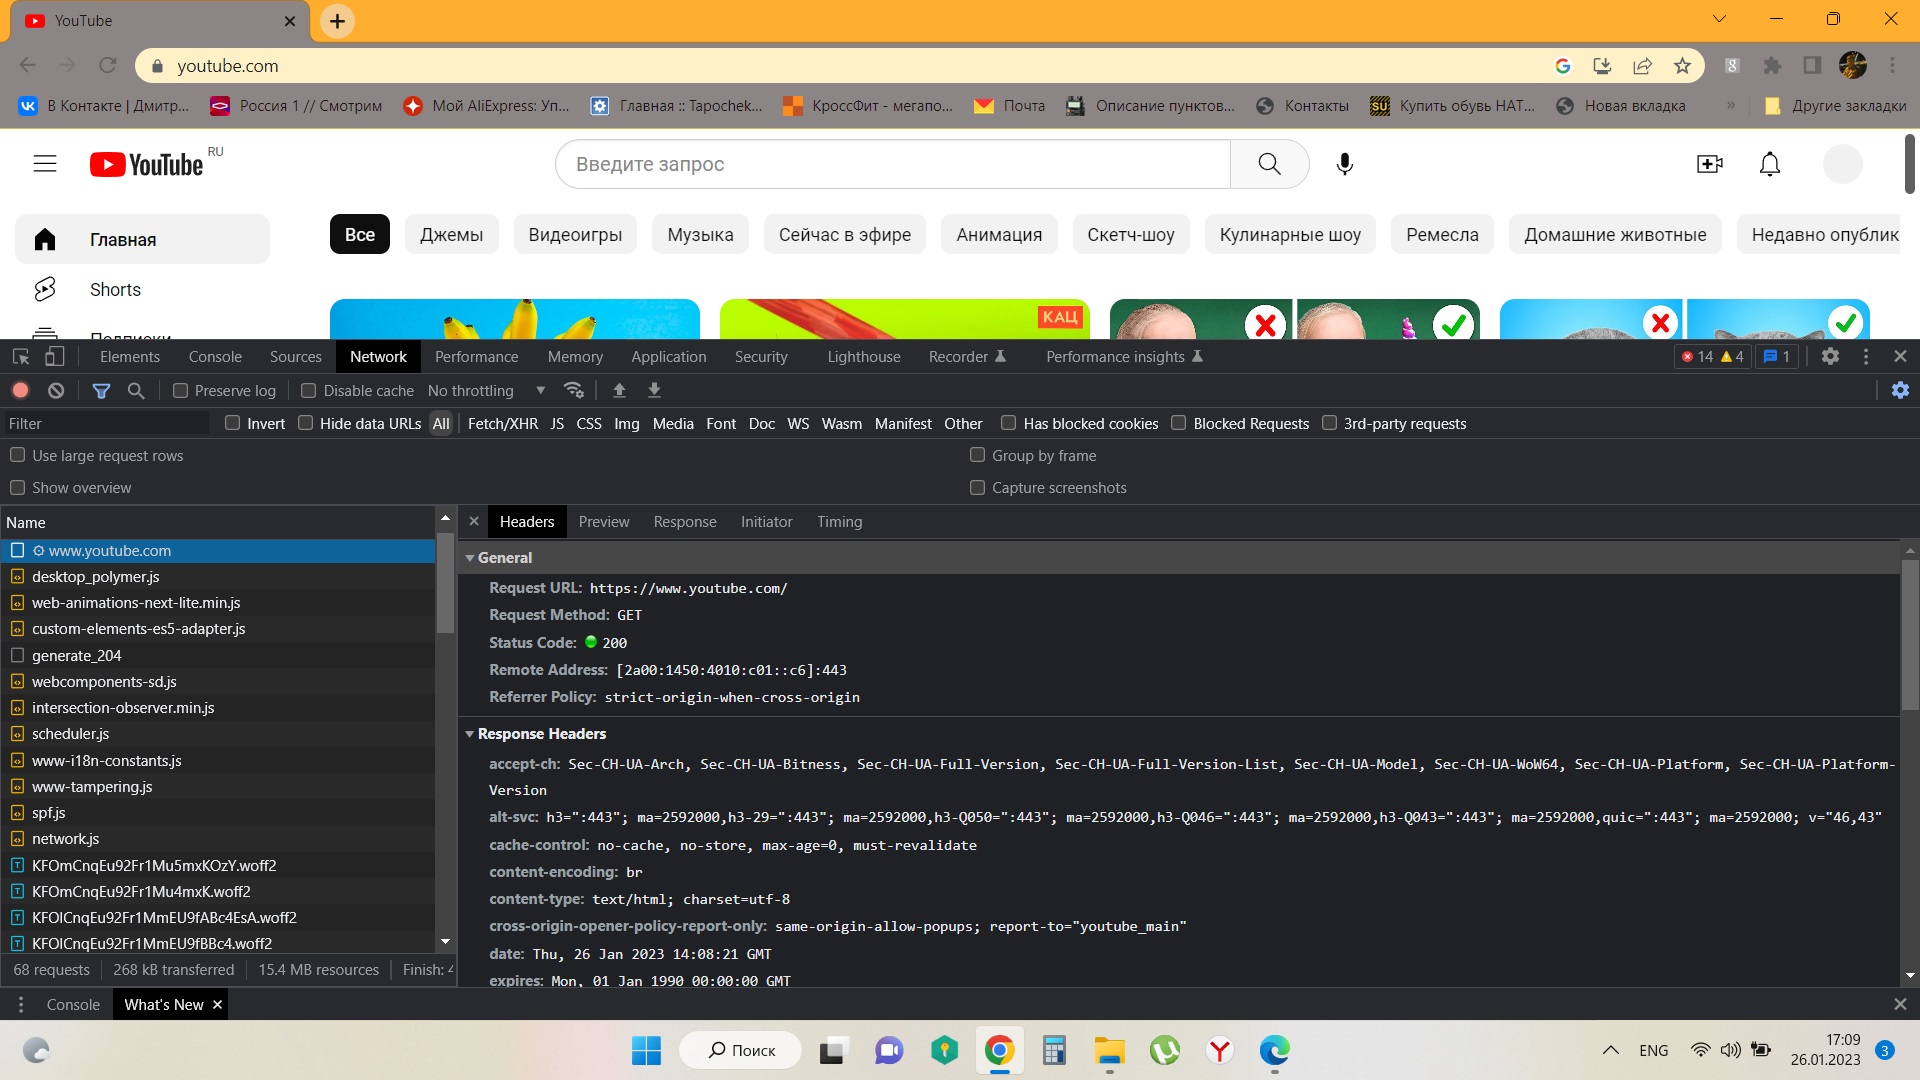 YouTube
youtube.com
В Контакте | Дмитр...
Россия 1 // Смотрим
Мой AliExpress: Уп...
Главная :: Tapochek...
КроссФит - мегапо...
Почта
Описание пунктов...
Контакты
Купить обувь НАТ...
Новая вкладка
»
Другие закладки
YouTube RU
Введите запрос
Главная
Shorts
Все
Джемы
Видеоигры
Музыка
Сейчас в эфире
Анимация
Скетч-шоу
Кулинарные шоу
Ремесла
Домашние животные
Недавно опублик
КАЦ
Elements Console Sources Network Performance Memory Application Security Lighthouse Recorder Performance insights 14 4 1
Preserve log Disable cache No throttling
Filter Invert Hide data URLs All Fetch/XHR JS CSS Img Media Font Doc WS Wasm Manifest Other Has blocked cookies Blocked Requests 3rd-party requests
Use large request rows Group by frame
Show overview Capture screenshots
Name
www.youtube.com
desktop_polymer.js
web-animations-next-lite.min.js
custom-elements-es5-adapter.js
generate_204
webcomponents-sd.js
intersection-observer.min.js
scheduler.js
www-i18n-constants.js
www-tampering.js
spf.js
network.js
KFOmCnqEu92Fr1Mu5mxKOzY.woff2
KFOmCnqEu92Fr1Mu4mxK.woff2
KFOlCnqEu92Fr1MmEU9fABc4EsA.woff2
KFOlCnqEu92Fr1MmEU9fBBc4.woff2
68 requests 268 kB transferred 15.4 MB resources Finish:
Headers Preview Response Initiator Timing
General
Request URL: https://www.youtube.com/
Request Method: GET
Status Code: 200
Remote Address: [2a00:1450:4010:c01::c6]:443
Referrer Policy: strict-origin-when-cross-origin
Response Headers
accept-ch: Sec-CH-UA-Arch, Sec-CH-UA-Bitness, Sec-CH-UA-Full-Version, Sec-CH-UA-Full-Version-List, Sec-CH-UA-Model, Sec-CH-UA-WoW64, Sec-CH-UA-Platform, Sec-CH-UA-Platform-
Version
alt-svc: h3=":443"; ma=2592000,h3-29=":443"; ma=2592000,h3-Q050=":443"; ma=2592000,h3-Q046=":443"; ma=2592000,h3-Q043=":443"; ma=2592000,quic=":443"; ma=2592000; v="46,43"
cache-control: no-cache, no-store, max-age=0, must-revalidate
content-encoding: br
content-type: text/html; charset=utf-8
cross-origin-opener-policy-report-only: same-origin-allow-popups; report-to="youtube_main"
date: Thu, 26 Jan 2023 14:08:21 GMT
expires: Mon, 01 Jan 1990 00:00:00 GMT
Console What's New
Поиск
ENG
17:09
26.01.2023
3